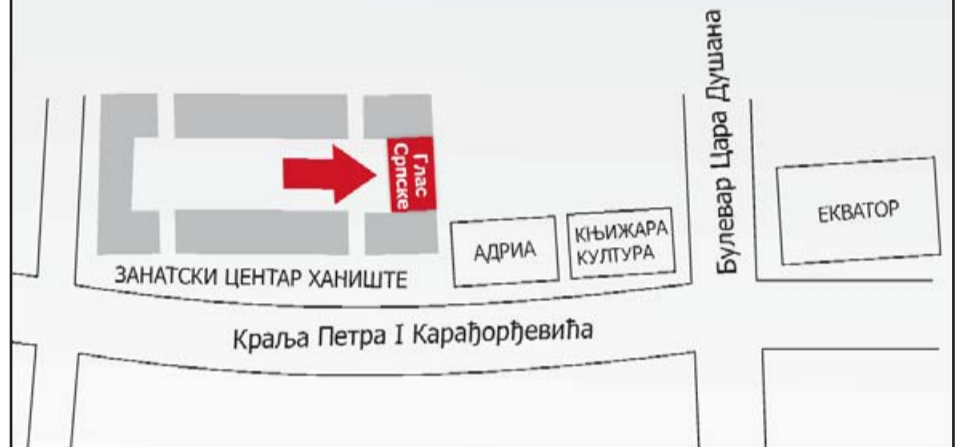 Глас
Српске
Булевар Цара Душана
ЕКВАТОР
АДРИА
КЊИЖАРА
КУЛТУРА
ЗАНАТСКИ ЦЕНТАР ХАНИШТЕ
Краља Петра I Карађорђевића